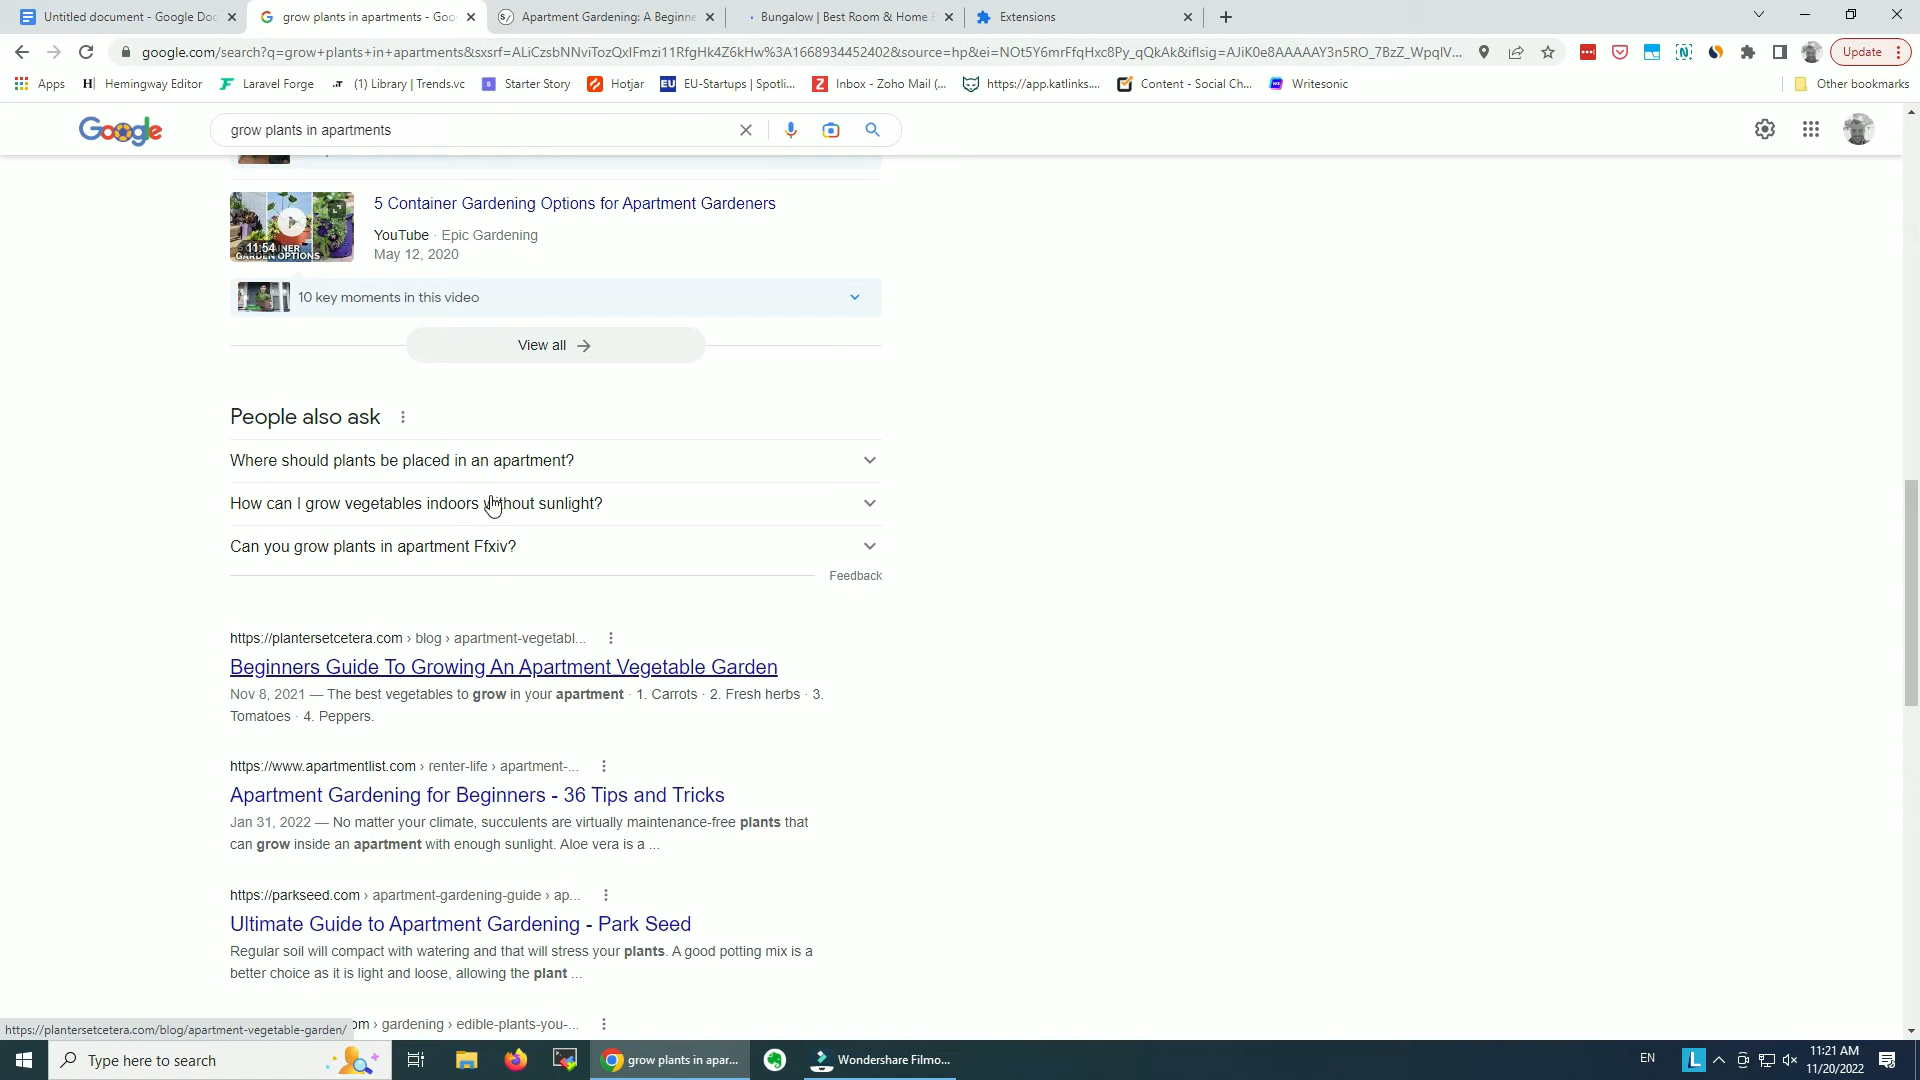 Untitled document - Google Doc
grow plants in apartments - Goo
Apartment Gardening: A Beginne
Bungalow | Best Room & Home F
Extensions
google.com/search?q=grow+plants+in+apartments&sxsrf=ALiCzsbNNviTozQxIFmzi11RfgHk4Z6kHw%3A1668934452402&source=hp&ei=NOt5Y6mrFfqHxc8Py_qQkAk&iflsig=AJiK0e8AAAAAY3n5RO_7BzZ_WpqlV...
Update
Apps
Hemingway Editor
Laravel Forge
(1) Library | Trends.vc
Starter Story
Hotjar
EU EU-Startups | Spotli...
Inbox - Zoho Mail (...
https://app.katlinks....
Content - Social Ch...
Writesonic
Other bookmarks
Google
grow plants in apartments
11:54
GARDEN OPTIONS
5 Container Gardening Options for Apartment Gardeners
YouTube · Epic Gardening
May 12, 2020
10 key moments in this video
View all
People also ask
Where should plants be placed in an apartment?
How can I grow vegetables indoors without sunlight?
Can you grow plants in apartment Ffxiv?
Feedback
https://plantersetcetera.com › blog › apartment-vegetabl...
Beginners Guide To Growing An Apartment Vegetable Garden
Nov 8, 2021 — The best vegetables to grow in your apartment · 1. Carrots · 2. Fresh herbs · 3.
Tomatoes · 4. Peppers.
https://www.apartmentlist.com › renter-life › apartment-...
Apartment Gardening for Beginners - 36 Tips and Tricks
Jan 31, 2022 — No matter your climate, succulents are virtually maintenance-free plants that
can grow inside an apartment with enough sunlight. Aloe vera is a ...
https://parkseed.com › apartment-gardening-guide › ap...
Ultimate Guide to Apartment Gardening - Park Seed
Regular soil will compact with watering and that will stress your plants. A good potting mix is a
better choice as it is light and loose, allowing the plant ...
https://plantersetcetera.com/blog/apartment-vegetable-garden/
om › gardening › edible-plants-you-...
Type here to search
grow plants in apar...
Wondershare Filmo...
EN
L
11:21 AM
11/20/2022